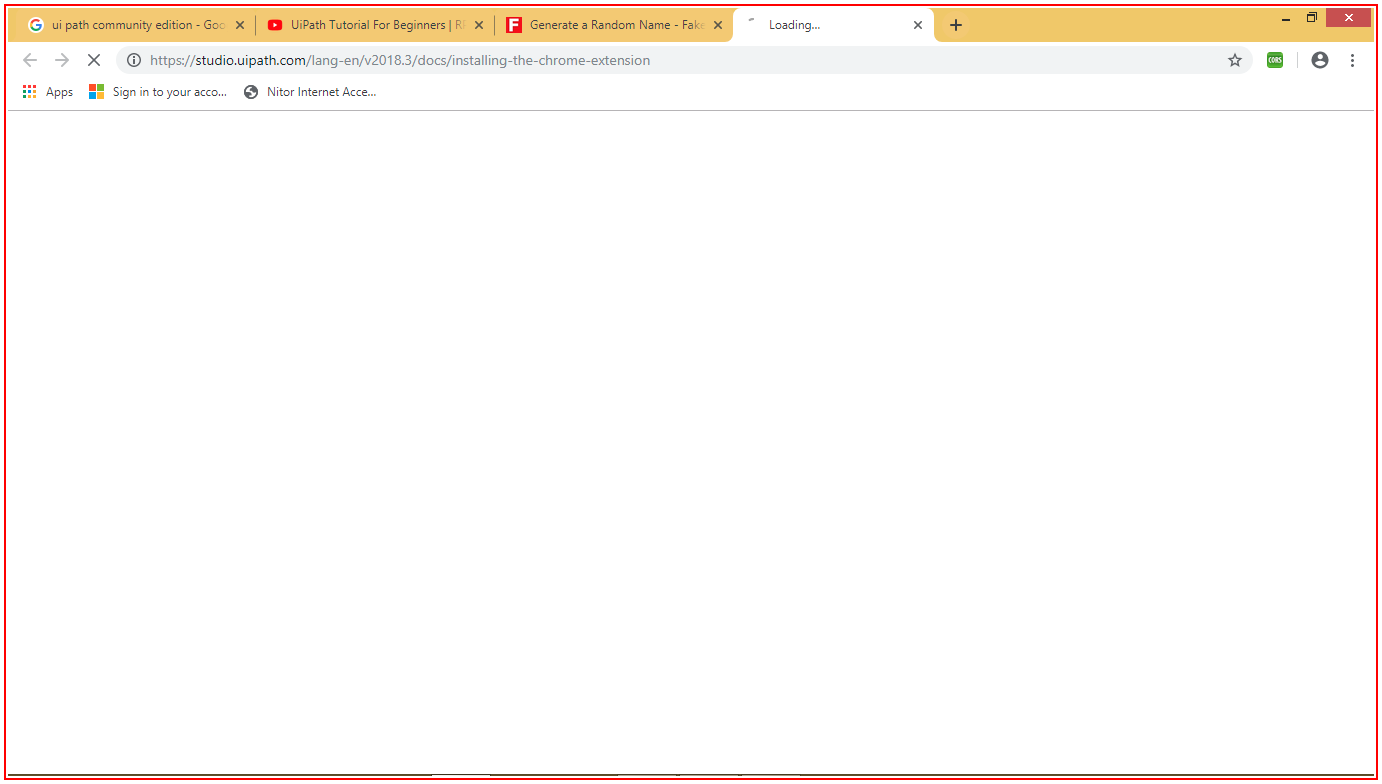 ui path community edition - Goo
UiPath Tutorial For Beginners | RP
Generate a Random Name - Fake
Loading...
https://studio.uipath.com/lang-en/v2018.3/docs/installing-the-chrome-extension
CORS
Apps
Sign in to your acco...
Nitor Internet Acce...